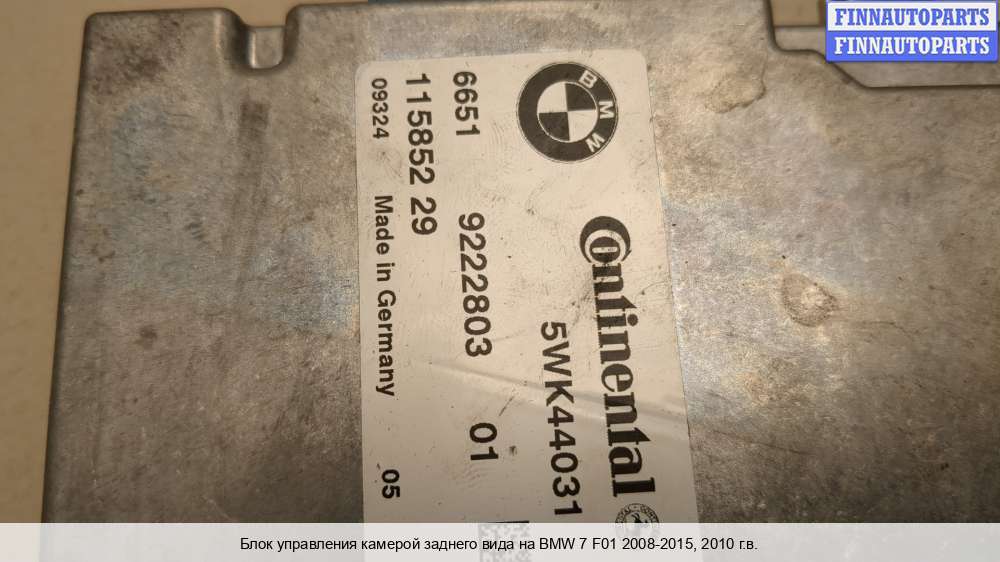 FINNAUTOPARTS
FINNAUTOPARTS
BMW
Continental
5WK44031
6651 9222803 01
115852 29
09324 Made in Germany 05
Блок управления камерой заднего вида на BMW 7 F01 2008-2015, 2010 г.в.